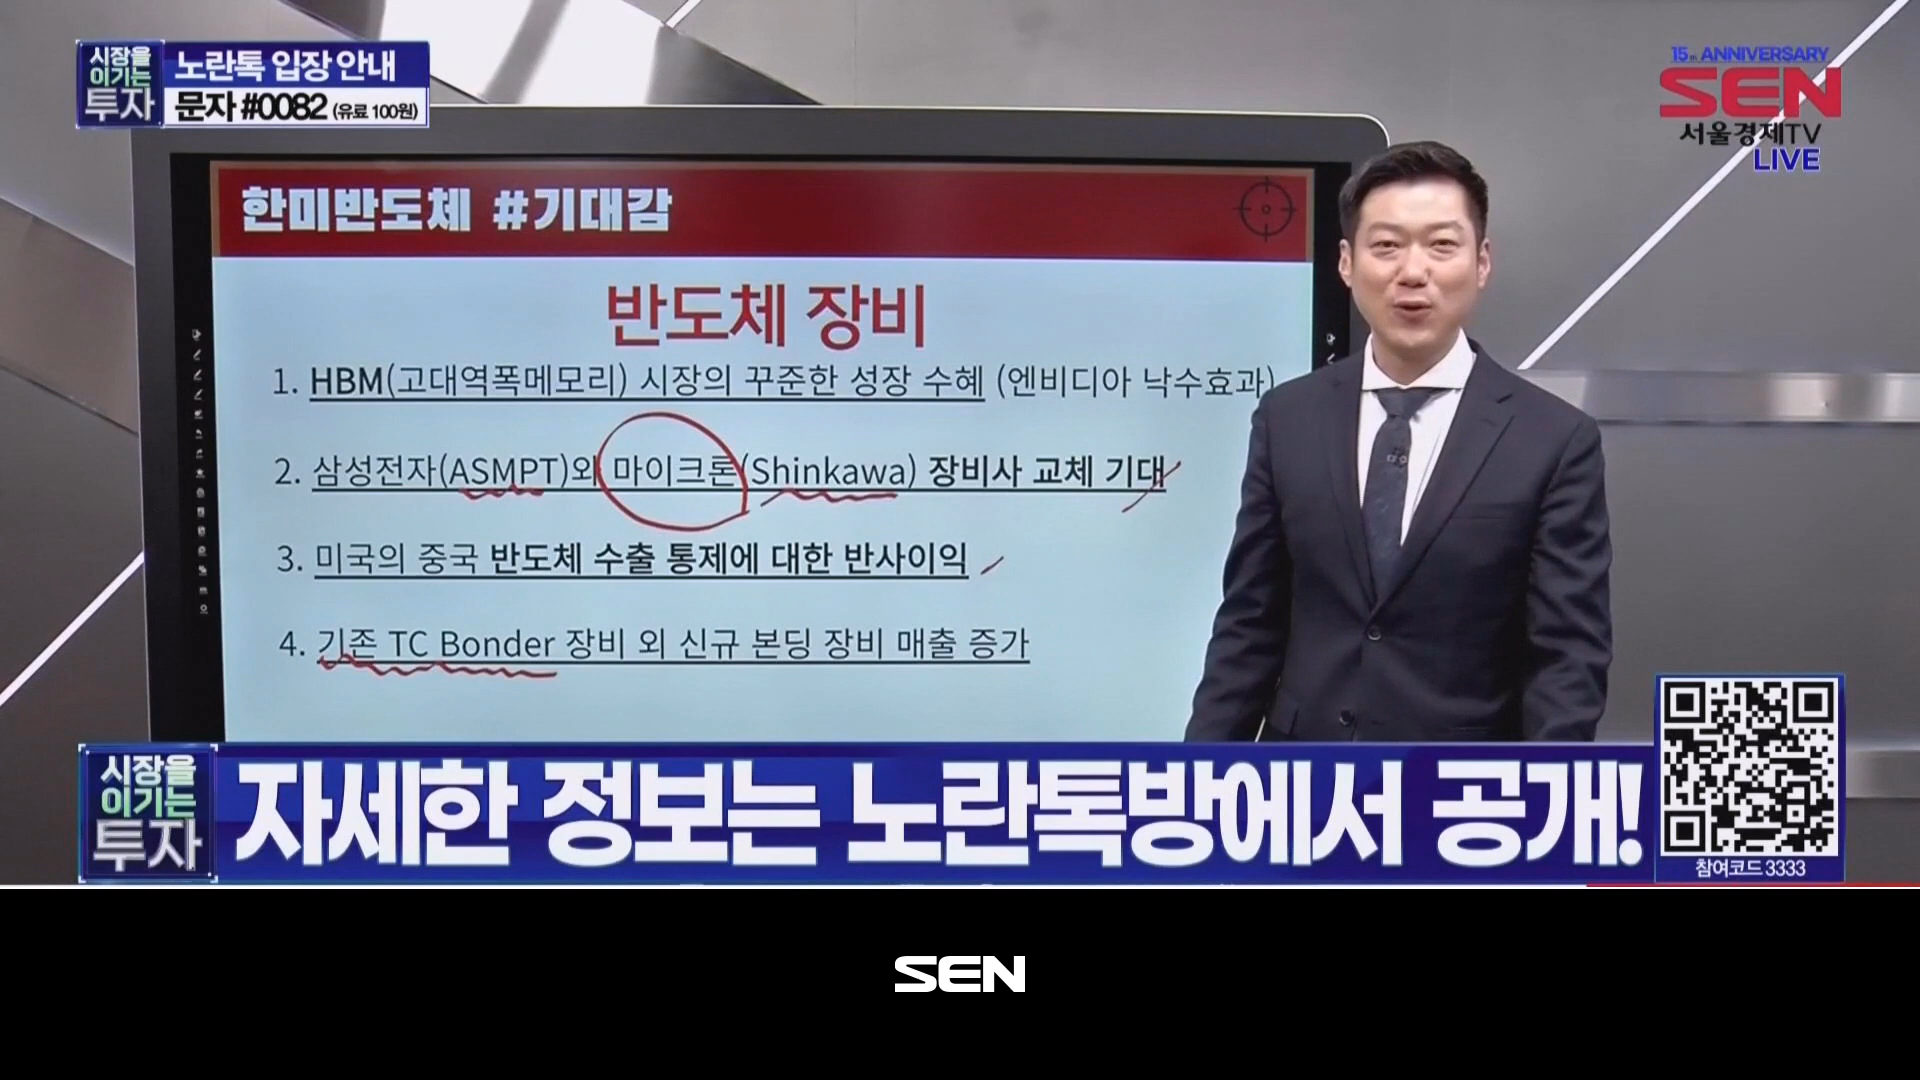 시장을
이기는
투자
노란톡 입장 안내
문자 #0082 (유료 100원)
15th ANNIVERSARY
SEN
서울경제TV
LIVE
한미반도체 #기대감
반도체 장비
1. HBM(고대역폭메모리) 시장의 꾸준한 성장 수혜 (엔비디아 낙수효과)
2. 삼성전자(ASMPT)와 마이크론(Shinkawa) 장비사 교체 기대
3. 미국의 중국 반도체 수출 통제에 대한 반사이익
4. 기존 TC Bonder 장비 외 신규 본딩 장비 매출 증가
시장을
이기는
투자
자세한 정보는 노란톡방에서 공개!
참여코드 3333
SEN